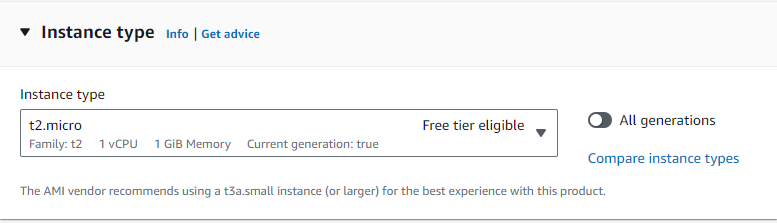 Instance type Info | Get advice
Instance type
t2.micro Free tier eligible
Family: t2 1 vCPU 1 GiB Memory Current generation: true
All generations
Compare instance types
The AMI vendor recommends using a t3a.small instance (or larger) for the best experience with this product.